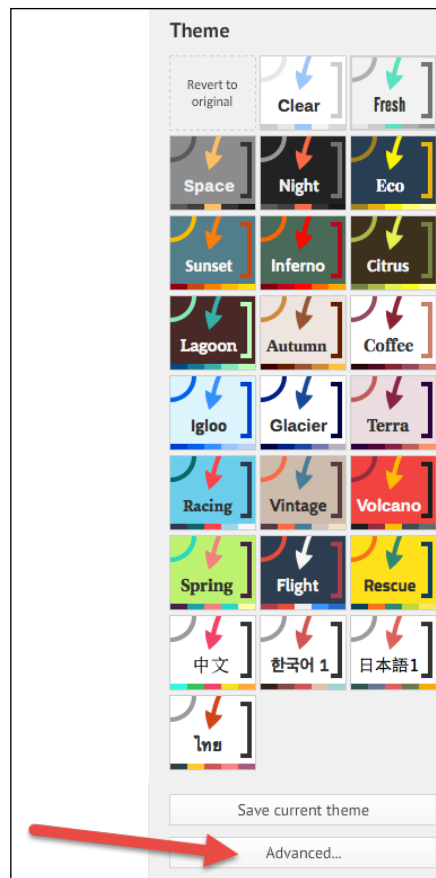 Theme
Revert to
original
Clear
Fresh
Space
Night
Eco
Sunset
Inferno
Citrus
Lagoon
Autumn
Coffee
Igloo
Glacier
Terra
Racing
Vintage
Volcano
Spring
Flight
Rescue
中文
한국어 1
日本語1
ไทย
Save current theme
Advanced...